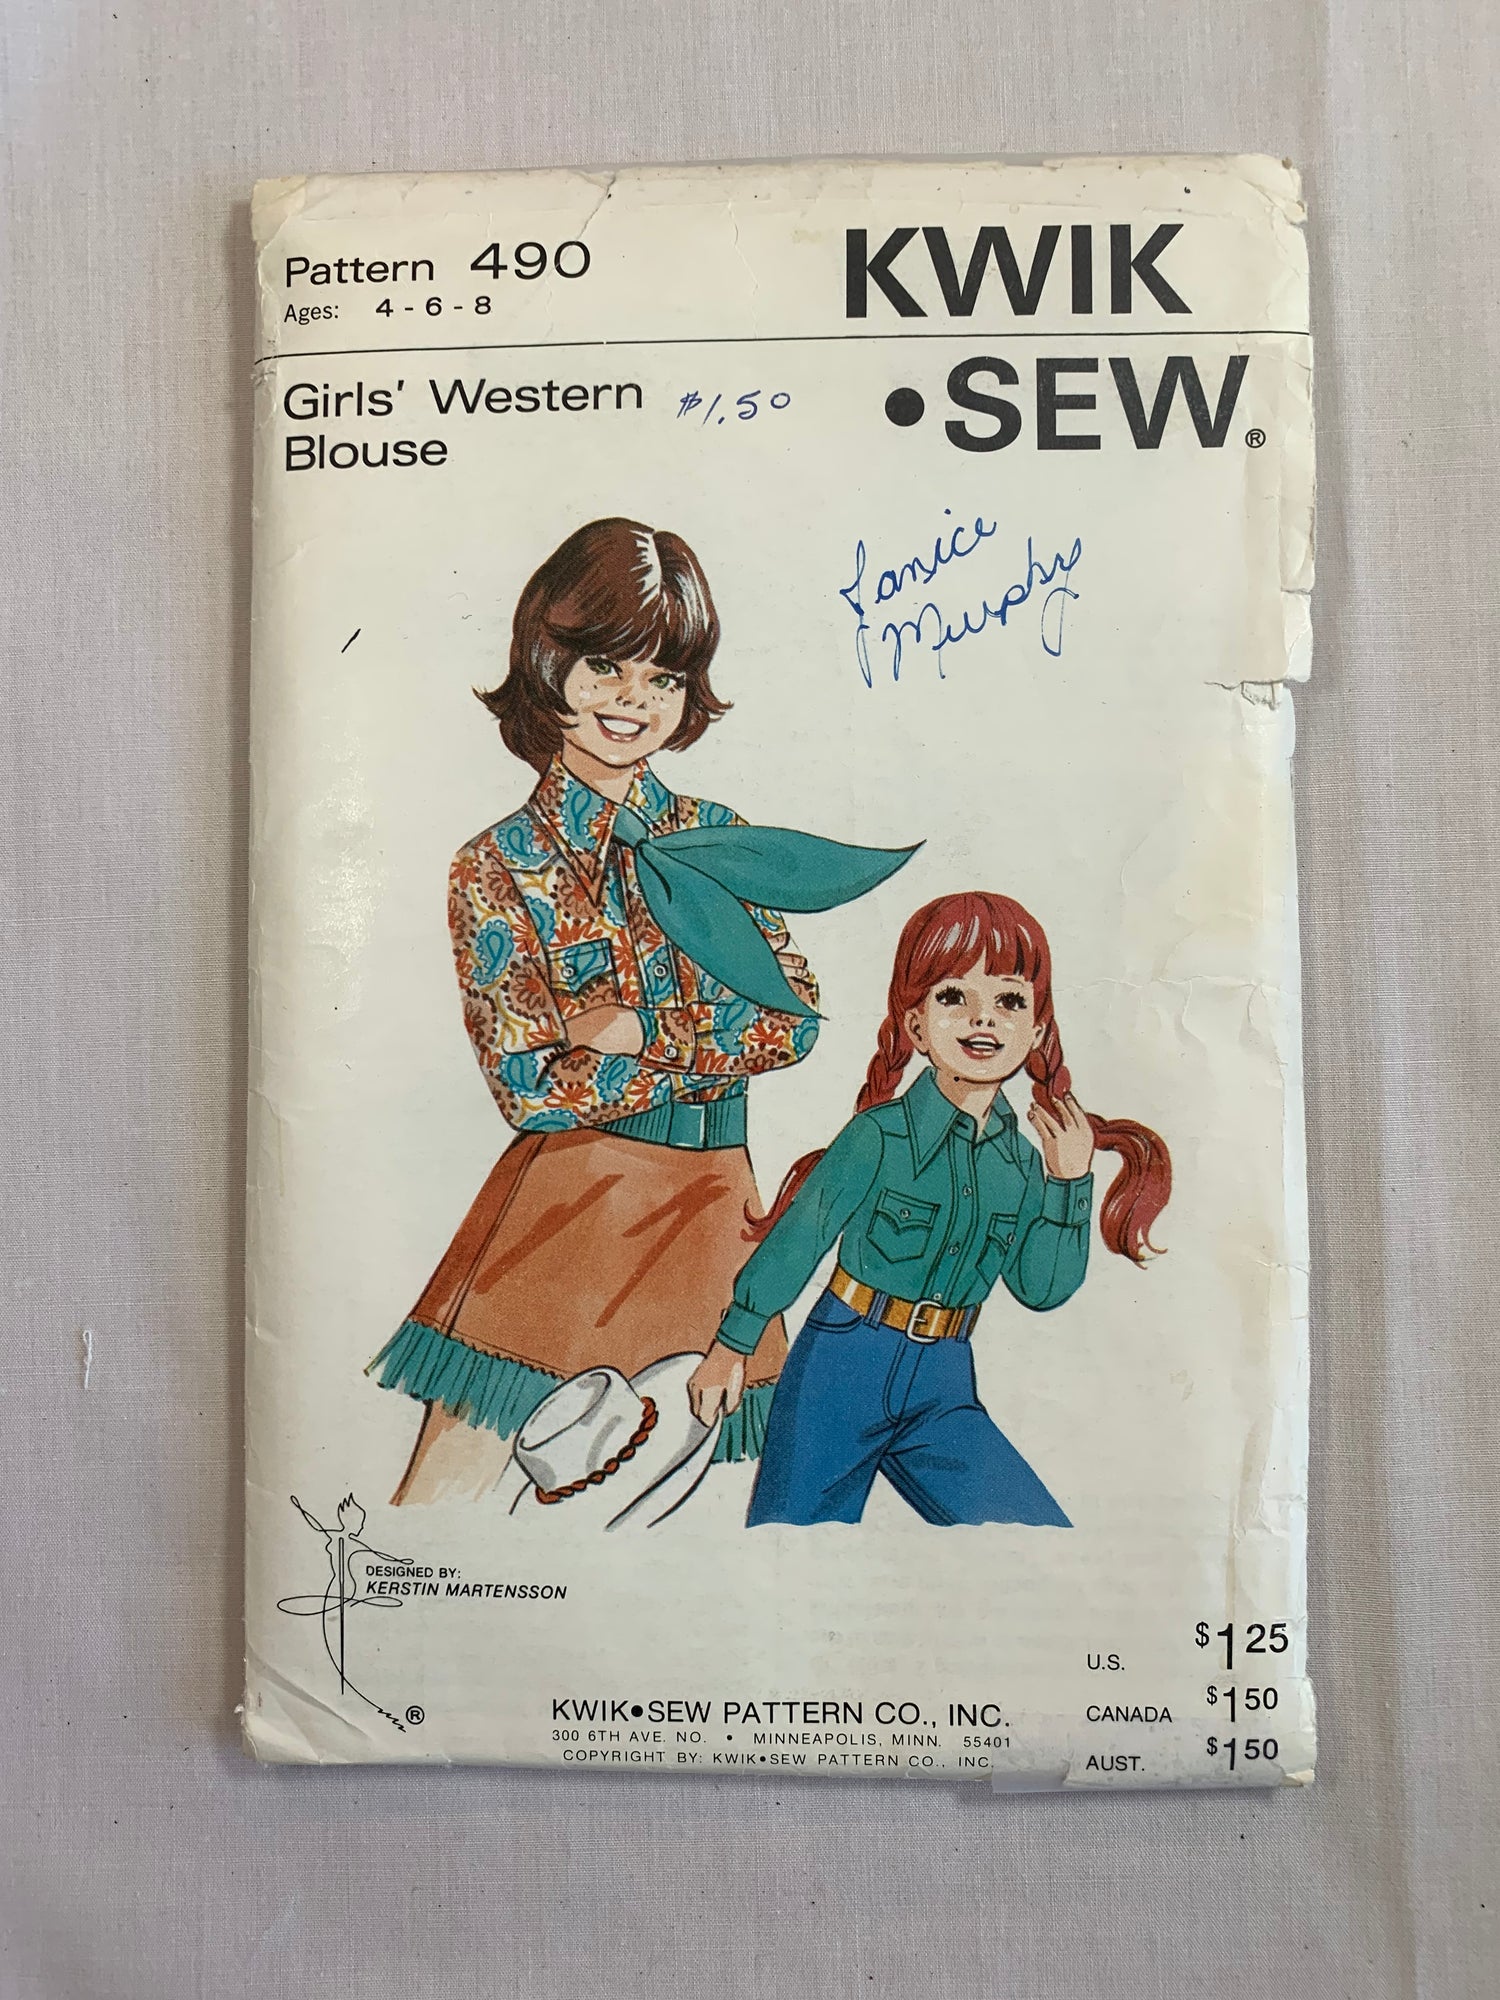 Pattern 490
Ages: 4 - 6 - 8
KWIK
•SEW®
Girls' Western
Blouse
$1.50
Janice
Murphy
DESIGNED BY:
KERSTIN MARTENSSON
®
U.S. $1 25
CANADA $1 50
AUST. $1 50
KWIK•SEW PATTERN CO., INC.
300 6TH AVE. NO. • MINNEAPOLIS, MINN. 55401
COPYRIGHT BY: KWIK•SEW PATTERN CO., INC.